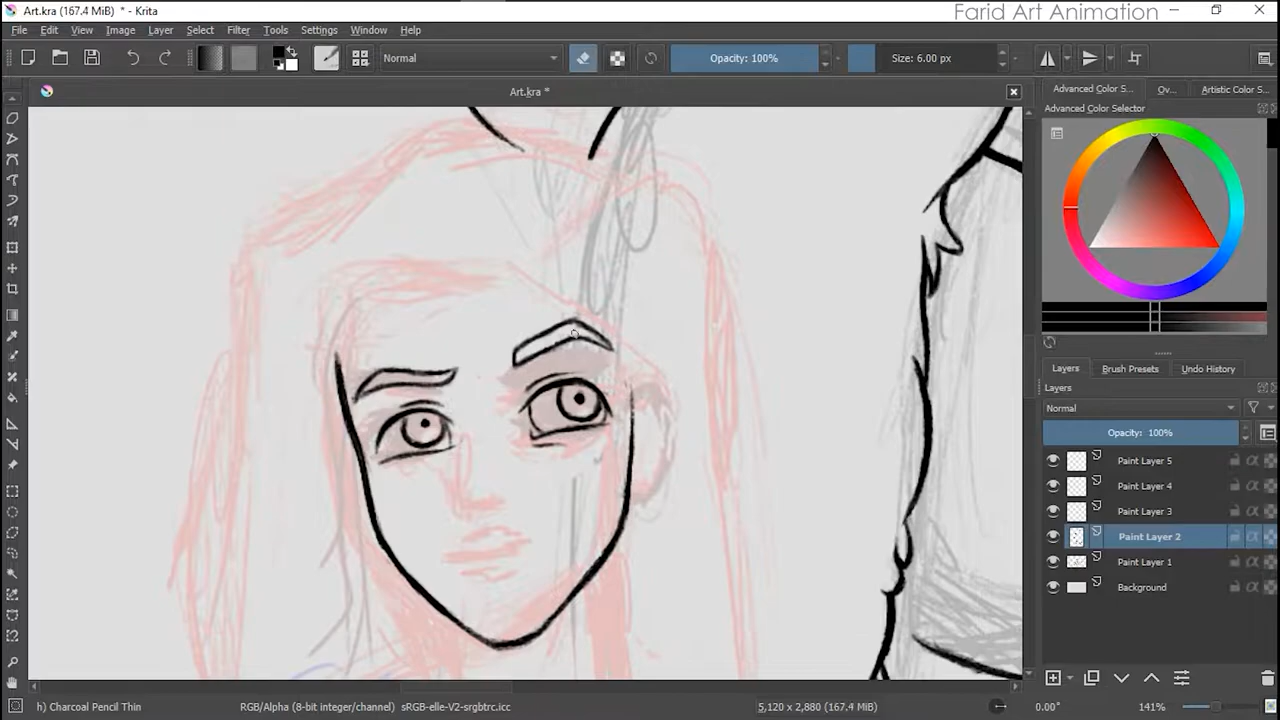 Art.kra (167.4 MiB) * - Krita
Farid Art Animation
File Edit View Image Layer Select Filter Tools Settings Window Help
Normal
Opacity: 100%
Size: 6.00 px
Art.kra *
Advanced Color S... Ov... Artistic Color S...
Advanced Color Selector
Layers Brush Presets Undo History
Layers
Normal
Opacity: 100%
Paint Layer 5
Paint Layer 4
Paint Layer 3
Paint Layer 2
Paint Layer 1
Background
h) Charcoal Pencil Thin
RGB/Alpha (8-bit integer/channel) sRGB-elle-V2-srgbtrc.icc
5,120 x 2,880 (167.4 MiB)
0.00°
141%